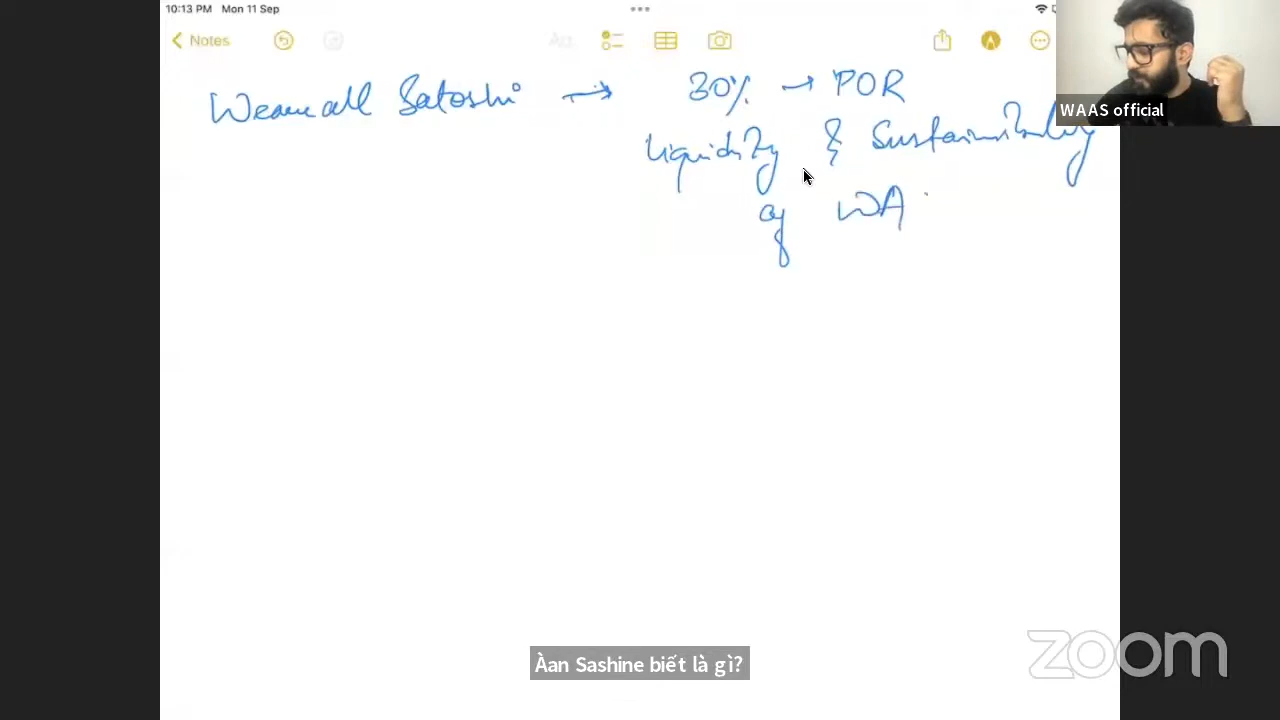 10:13 PM Mon 11 Sep
Notes
Aa
WAAS official
We are all Satoshi → 30% → POR
Liquidity & Sustainability
of WA
Àan Sashine biết là gì?
zoom